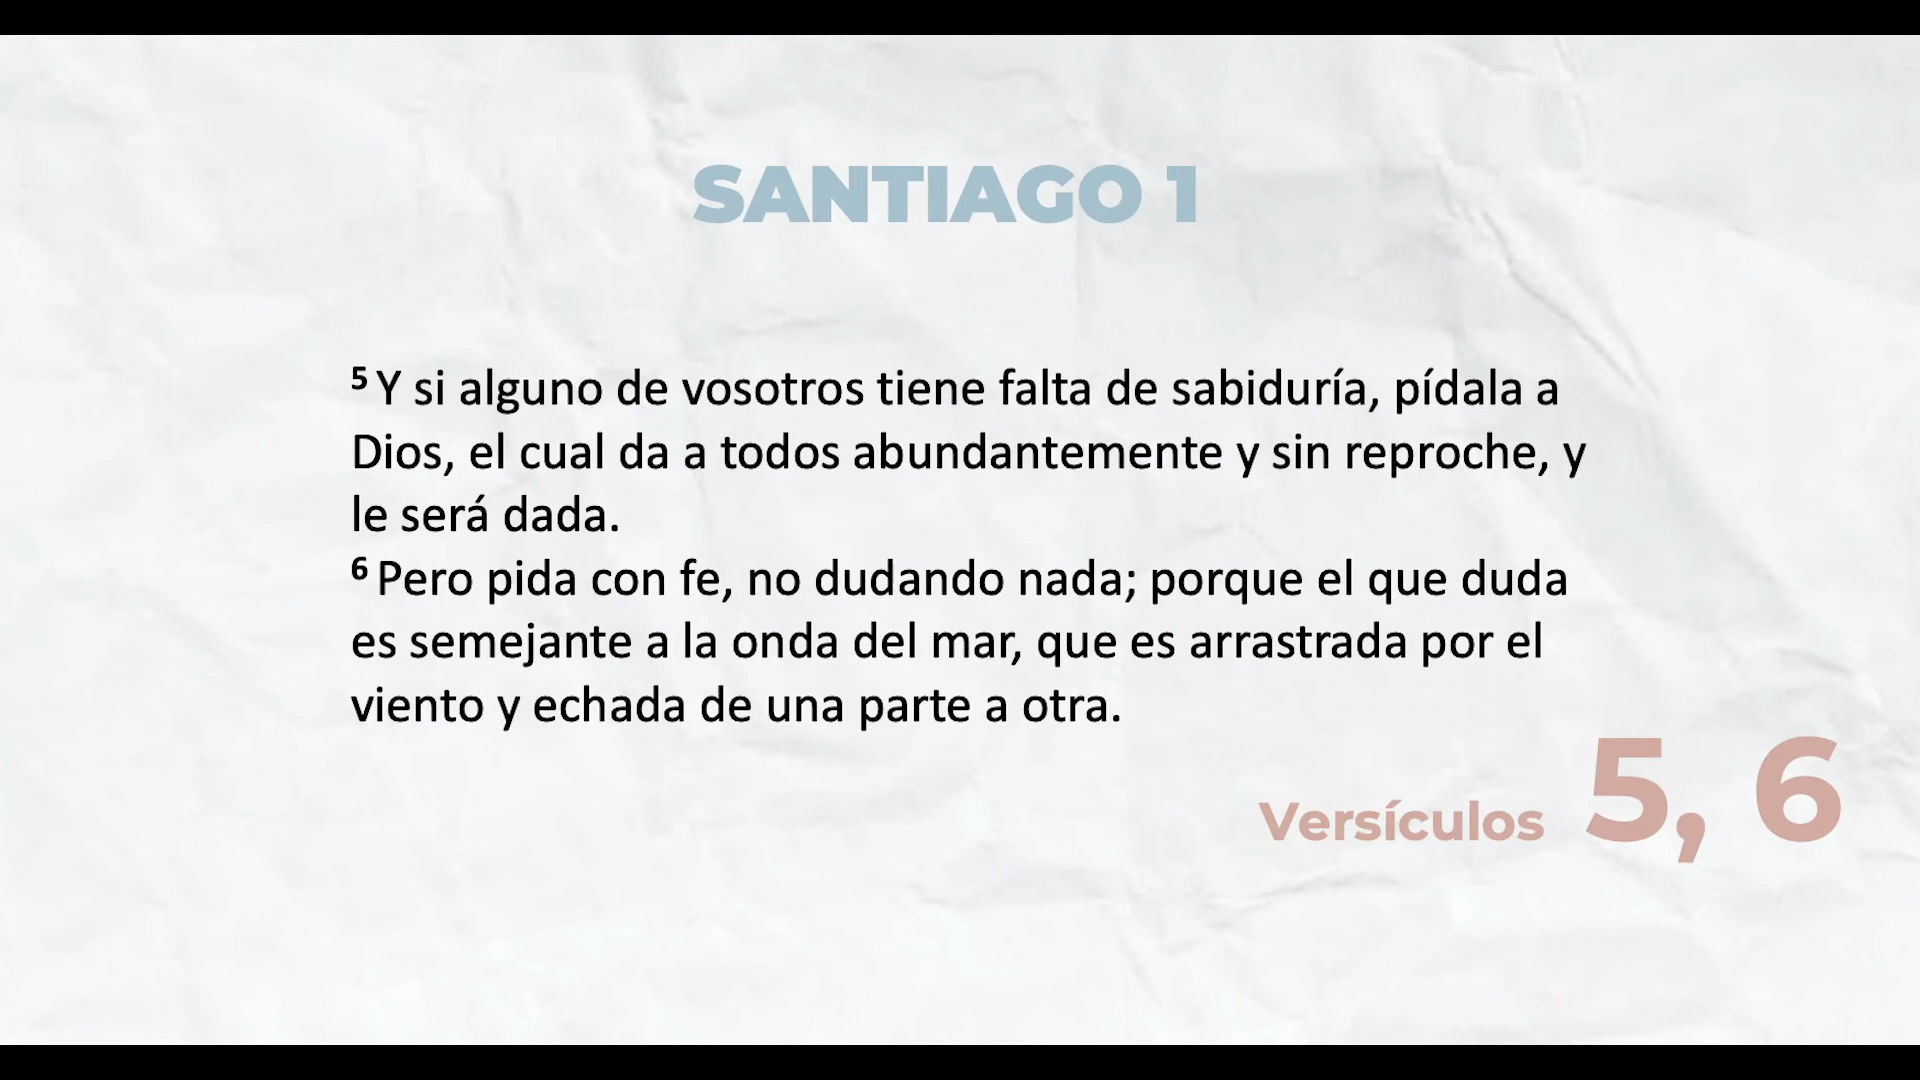 SANTIAGO 1
5 Y si alguno de vosotros tiene falta de sabiduría, pídala a
Dios, el cual da a todos abundantemente y sin reproche, y
le será dada.
6 Pero pida con fe, no dudando nada; porque el que duda
es semejante a la onda del mar, que es arrastrada por el
viento y echada de una parte a otra.
Versículos 5, 6